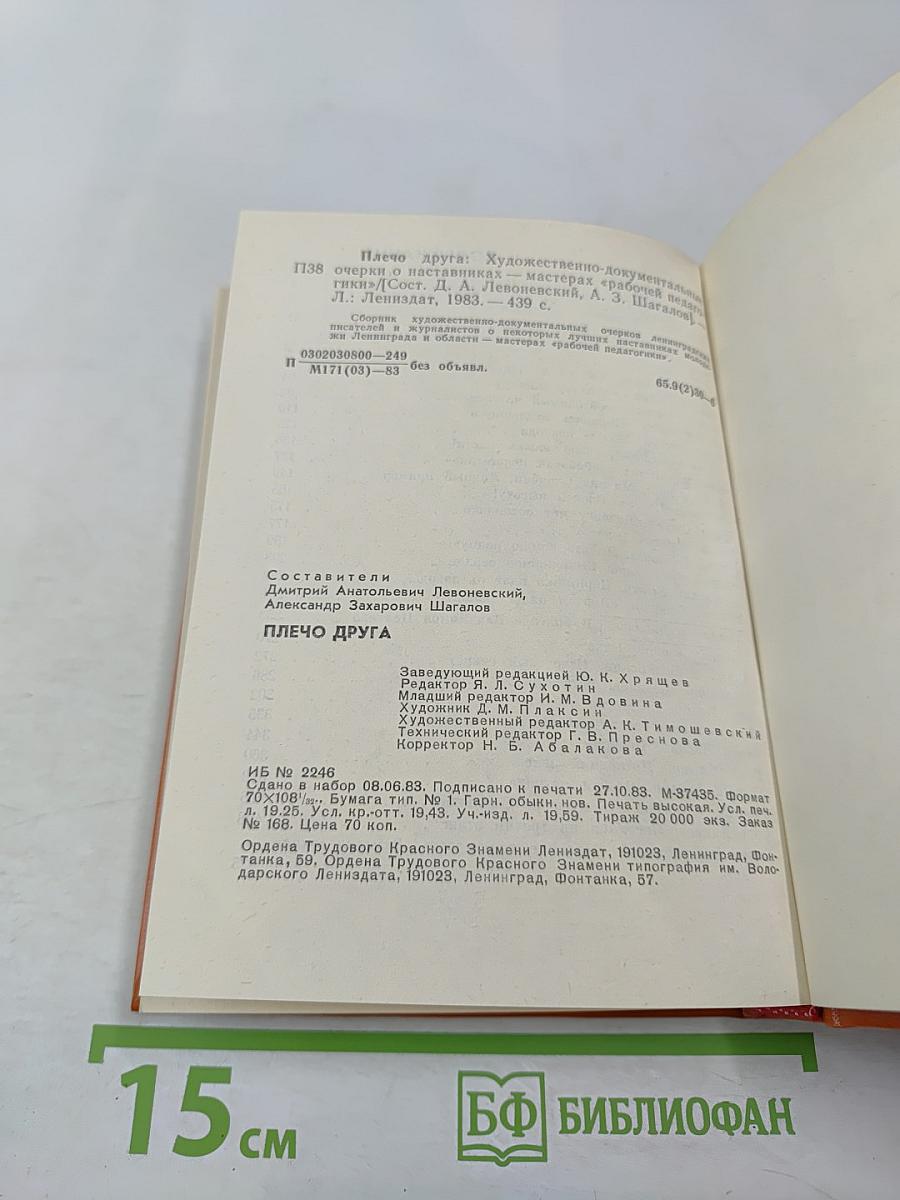 Плечо друга: Художественно-документальные
П38 очерки о наставниках — мастерах «рабочей педаго-
гики»/[Сост. Д. А. Левоневский, А. З. Шагалов]. —
Л.: Лениздат, 1983. — 439 с.
Сборник художественно-документальных очерков ленинградских
писателей и журналистов о некоторых лучших наставниках молоде-
жи Ленинграда и области — мастерах «рабочей педагогики».
П 0302030800—249 без объявл.
М171(03)—83
65.9(2)30—6
Составители
Дмитрий Анатольевич Левоневский,
Александр Захарович Шагалов
ПЛЕЧО ДРУГА
Заведующий редакцией Ю. К. Хрящев
Редактор Я. Л. Сухотин
Младший редактор И. М. Вдовина
Художник Д. М. Плаксин
Художественный редактор А. К. Тимошевский
Технический редактор Г. В. Преснова
Корректор Н. Б. Абалакова
ИБ № 2246
Сдано в набор 08.06.83. Подписано к печати 27.10.83. М-37435. Формат
70×108¹/₃₂. Бумага тип. № 1. Гарн. обыкн. нов. Печать высокая. Усл. печ.
л. 19.25. Усл. кр.-отт. 19,43. Уч.-изд. л. 19,59. Тираж 20 000 экз. Заказ
№ 168. Цена 70 коп.
Ордена Трудового Красного Знамени Лениздат, 191023, Ленинград, Фон-
танка, 59. Ордена Трудового Красного Знамени типография им. Воло-
дарского Лениздата, 191023, Ленинград, Фонтанка, 57.
15 см
БФ БИБЛИОФАН